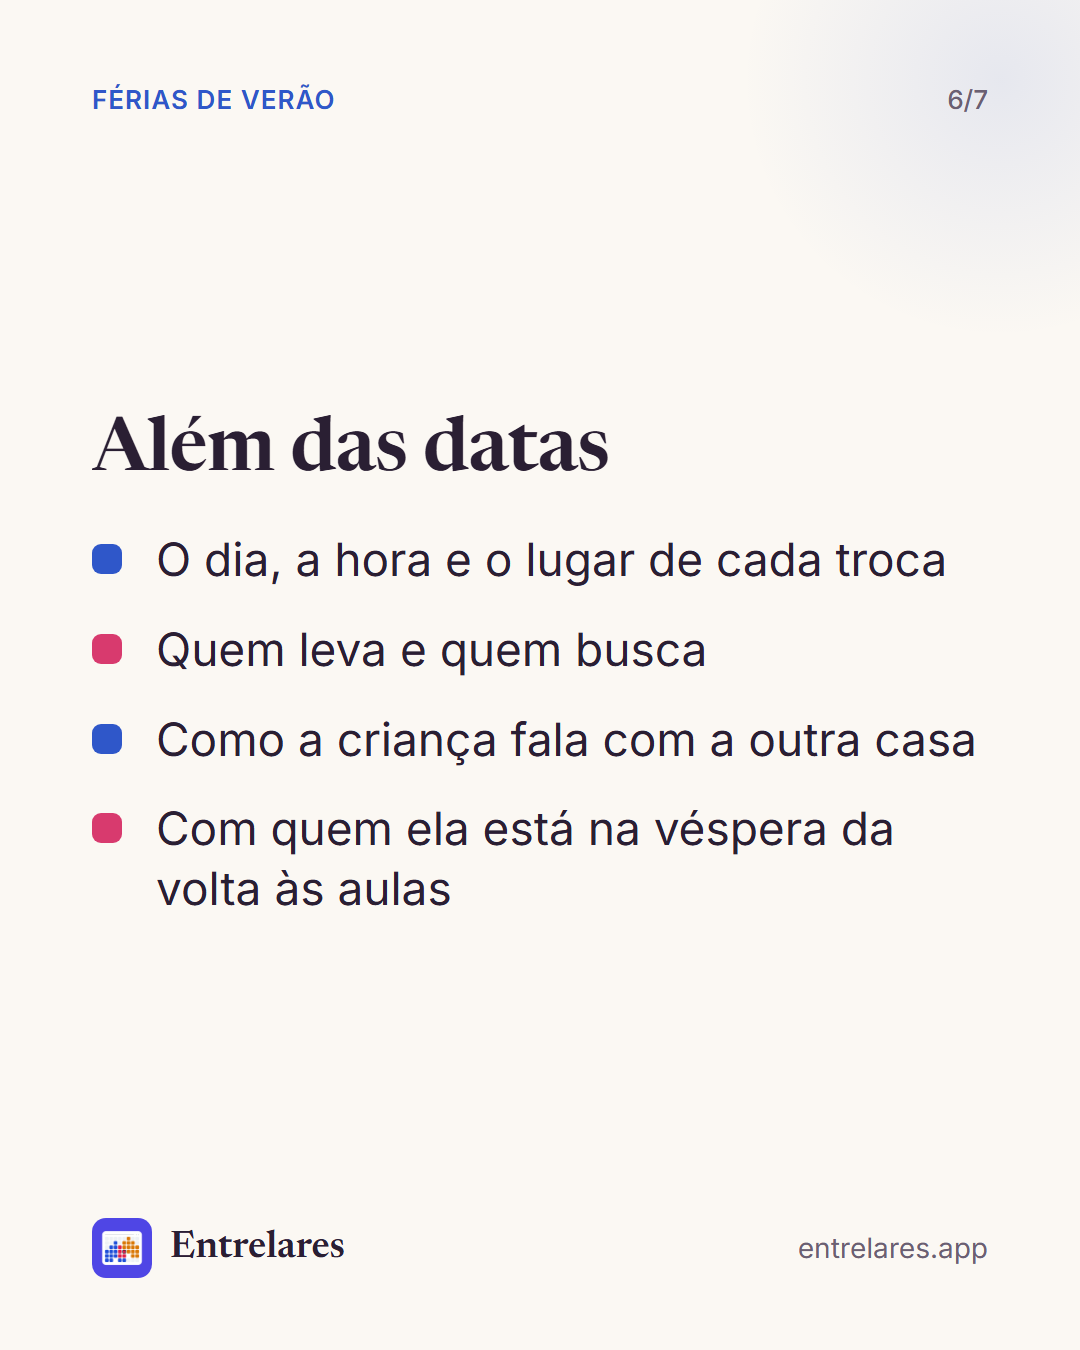 FÉRIAS DE VERÃO
6/7
Além das datas
O dia, a hora e o lugar de cada troca
Quem leva e quem busca
Como a criança fala com a outra casa
Com quem ela está na véspera da
volta às aulas
Entrelares
entrelares.app